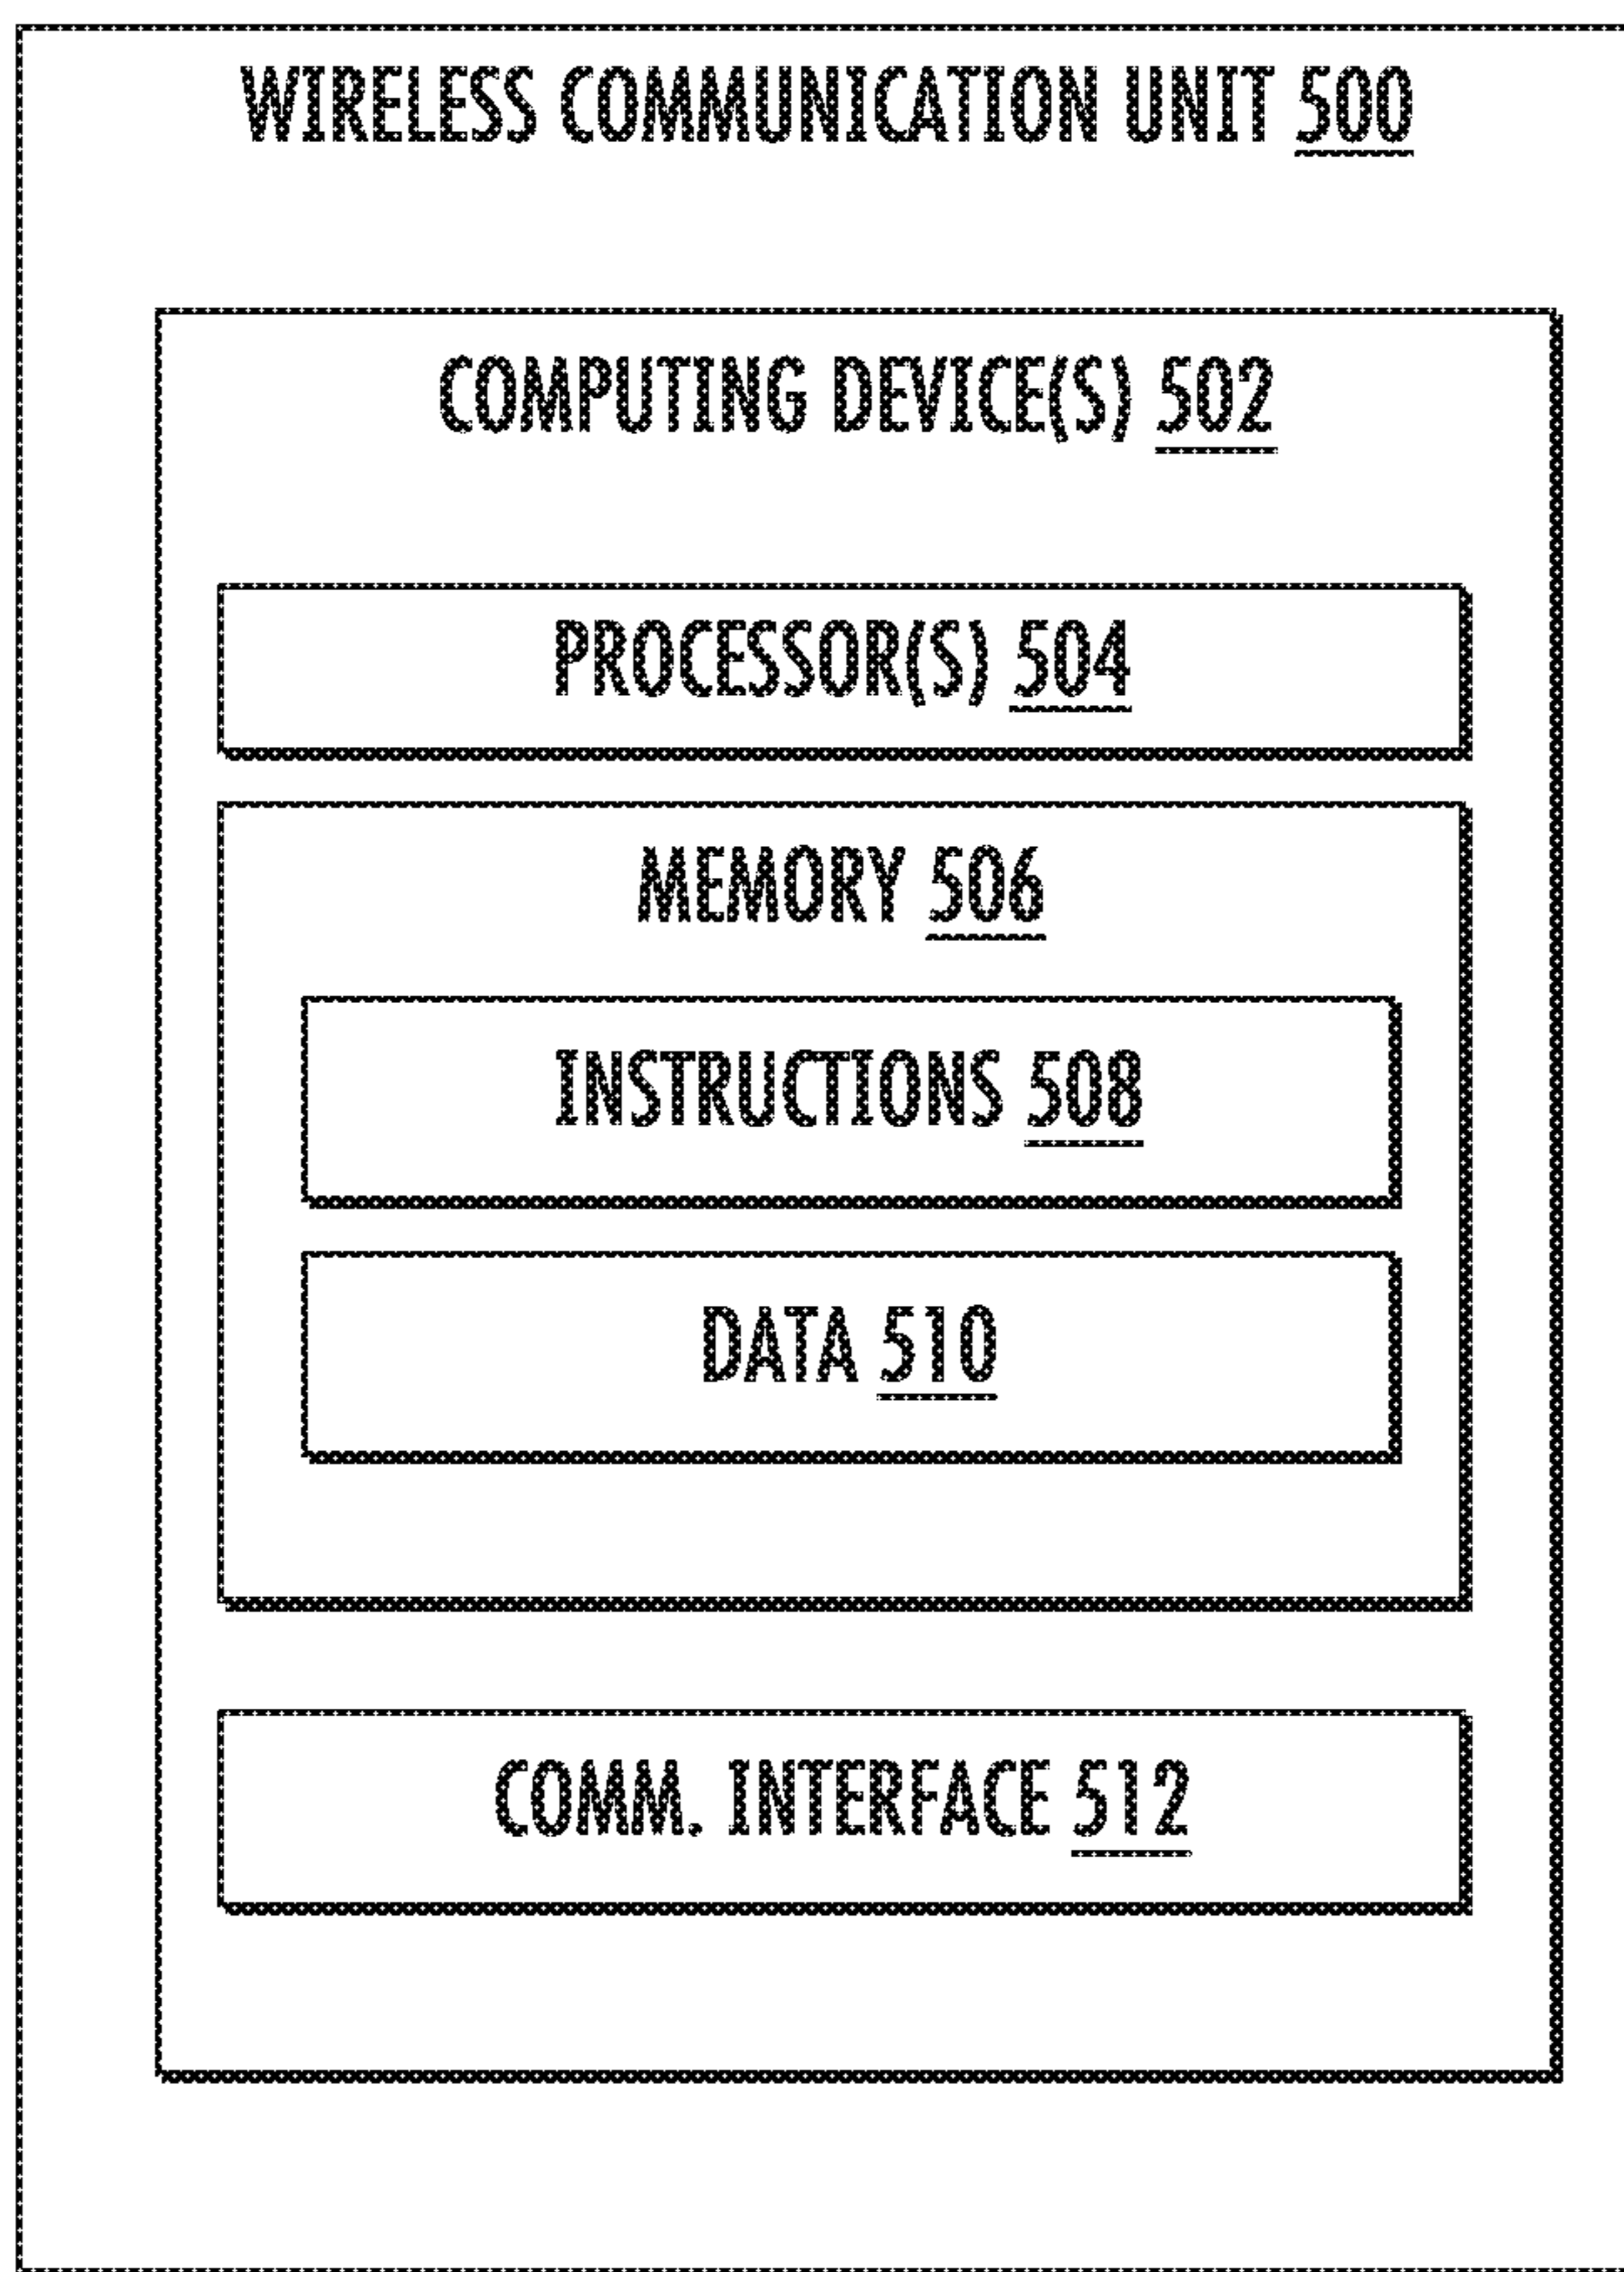 WIRELESS COMMUNICATION UNIT 500
COMPUTING DEVICE(S) 502
PROCESSOR(S) 504
MEMORY 506
INSTRUCTIONS 508
DATA 510
COMM. INTERFACE 512